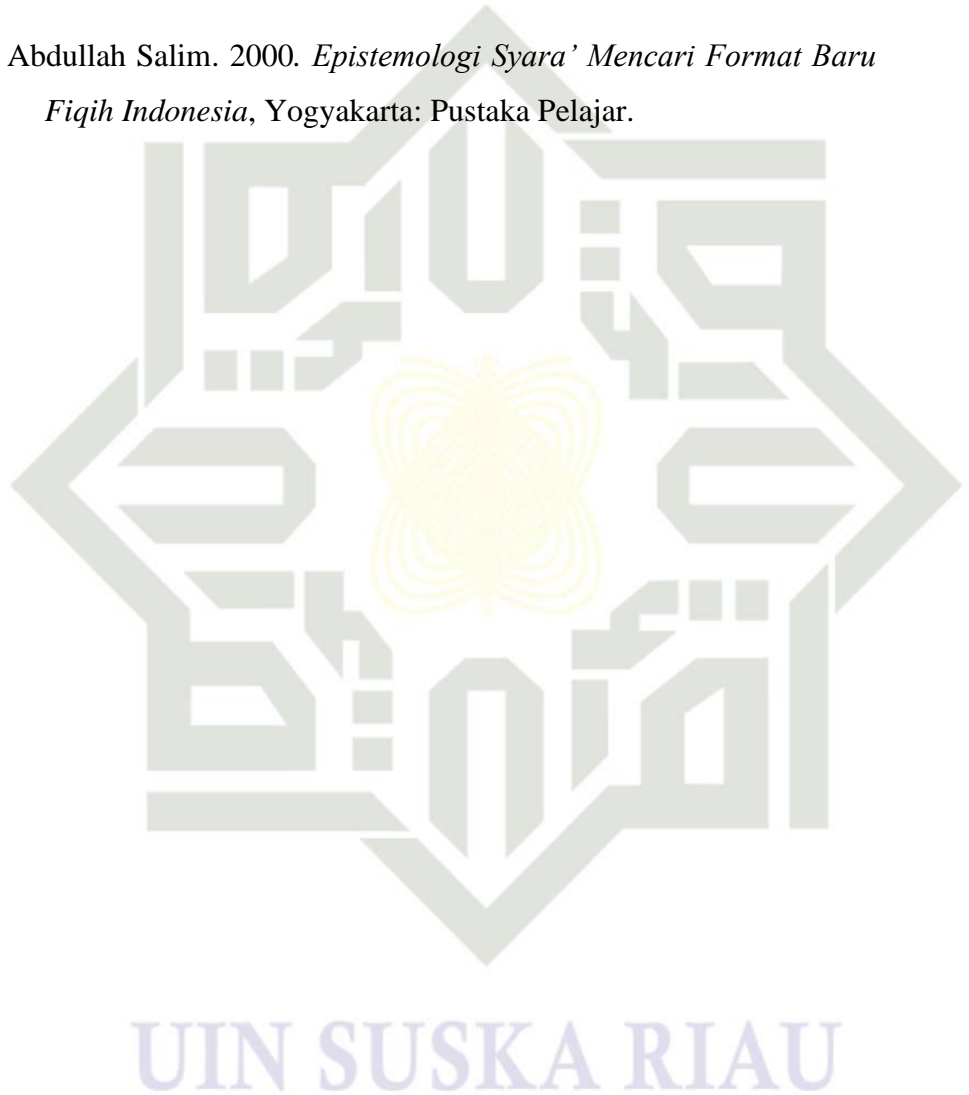 Abdullah Salim. 2000. Epistemologi Syara’ Mencari Format Baru
Fiqih Indonesia, Yogyakarta: Pustaka Pelajar.
UIN SUSKA RIAU